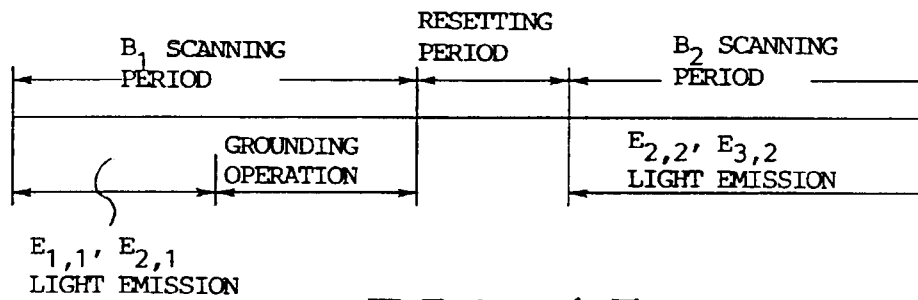 B1 SCANNING
PERIOD
RESETTING
PERIOD
B2 SCANNING
PERIOD
GROUNDING
OPERATION
E2,2, E3,2
LIGHT EMISSION
E1,1, E2,1
LIGHT EMISSION